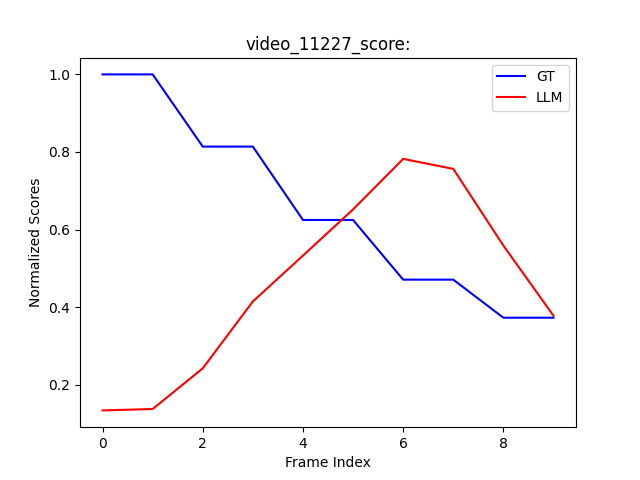 video_11227_score:
GT
LLM
Normalized Scores
1.0
0.8
0.6
0.4
0.2
0 2 4 6 8
Frame Index